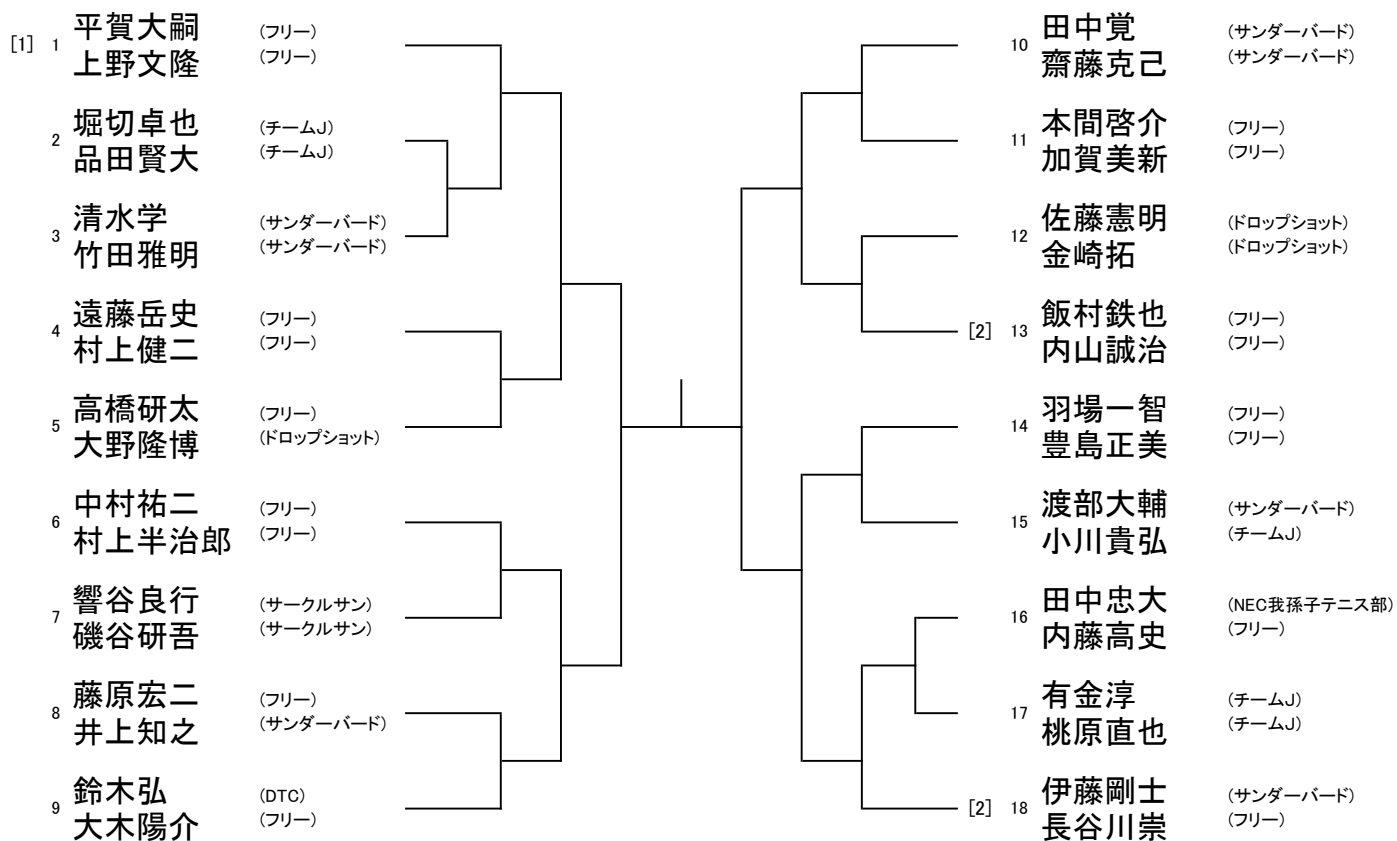 [1] 1 平賀大嗣 (フリー)
上野文隆 (フリー)
2 堀切卓也 (チームJ)
品田賢大 (チームJ)
3 清水学 (サンダーバード)
竹田雅明 (サンダーバード)
4 遠藤岳史 (フリー)
村上健二 (フリー)
5 高橋研太 (フリー)
大野隆博 (ドロップショット)
6 中村祐二 (フリー)
村上半治郎 (フリー)
7 響谷良行 (サークルサン)
磯谷研吾 (サークルサン)
8 藤原宏二 (フリー)
井上知之 (サンダーバード)
9 鈴木弘 (DTC)
大木陽介 (フリー)
10 田中覚 (サンダーバード)
齋藤克己 (サンダーバード)
11 本間啓介 (フリー)
加賀美新 (フリー)
12 佐藤憲明 (ドロップショット)
金崎拓 (ドロップショット)
[2] 13 飯村鉄也 (フリー)
内山誠治 (フリー)
14 羽場一智 (フリー)
豊島正美 (フリー)
15 渡部大輔 (サンダーバード)
小川貴弘 (チームJ)
16 田中忠大 (NEC我孫子テニス部)
内藤高史 (フリー)
17 有金淳 (チームJ)
桃原直也 (チームJ)
[2] 18 伊藤剛士 (サンダーバード)
長谷川崇 (フリー)